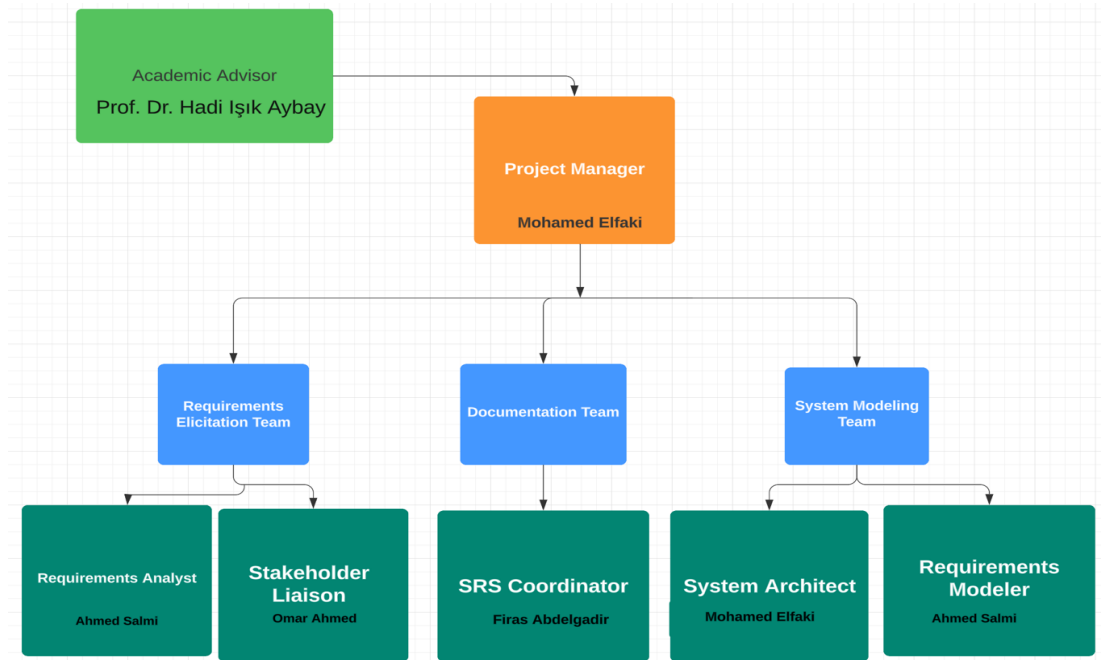 Academic Advisor
Prof. Dr. Hadi Işık Aybay
Project Manager
Mohamed Elfaki
Requirements
Elicitation Team
Documentation Team
System Modeling
Team
Requirements Analyst
Ahmed Salmi
Stakeholder
Liaison
Omar Ahmed
SRS Coordinator
Firas Abdelgadir
System Architect
Mohamed Elfaki
Requirements
Modeler
Ahmed Salmi